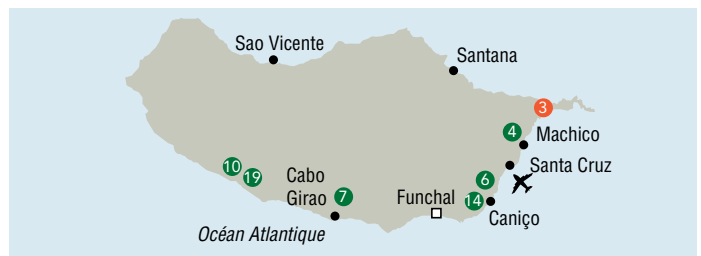 Sao Vicente
Santana
3
4
Machico
10
19
Cabo
Girao
7
6
Santa Cruz
Funchal
14
Caniço
Océan Atlantique